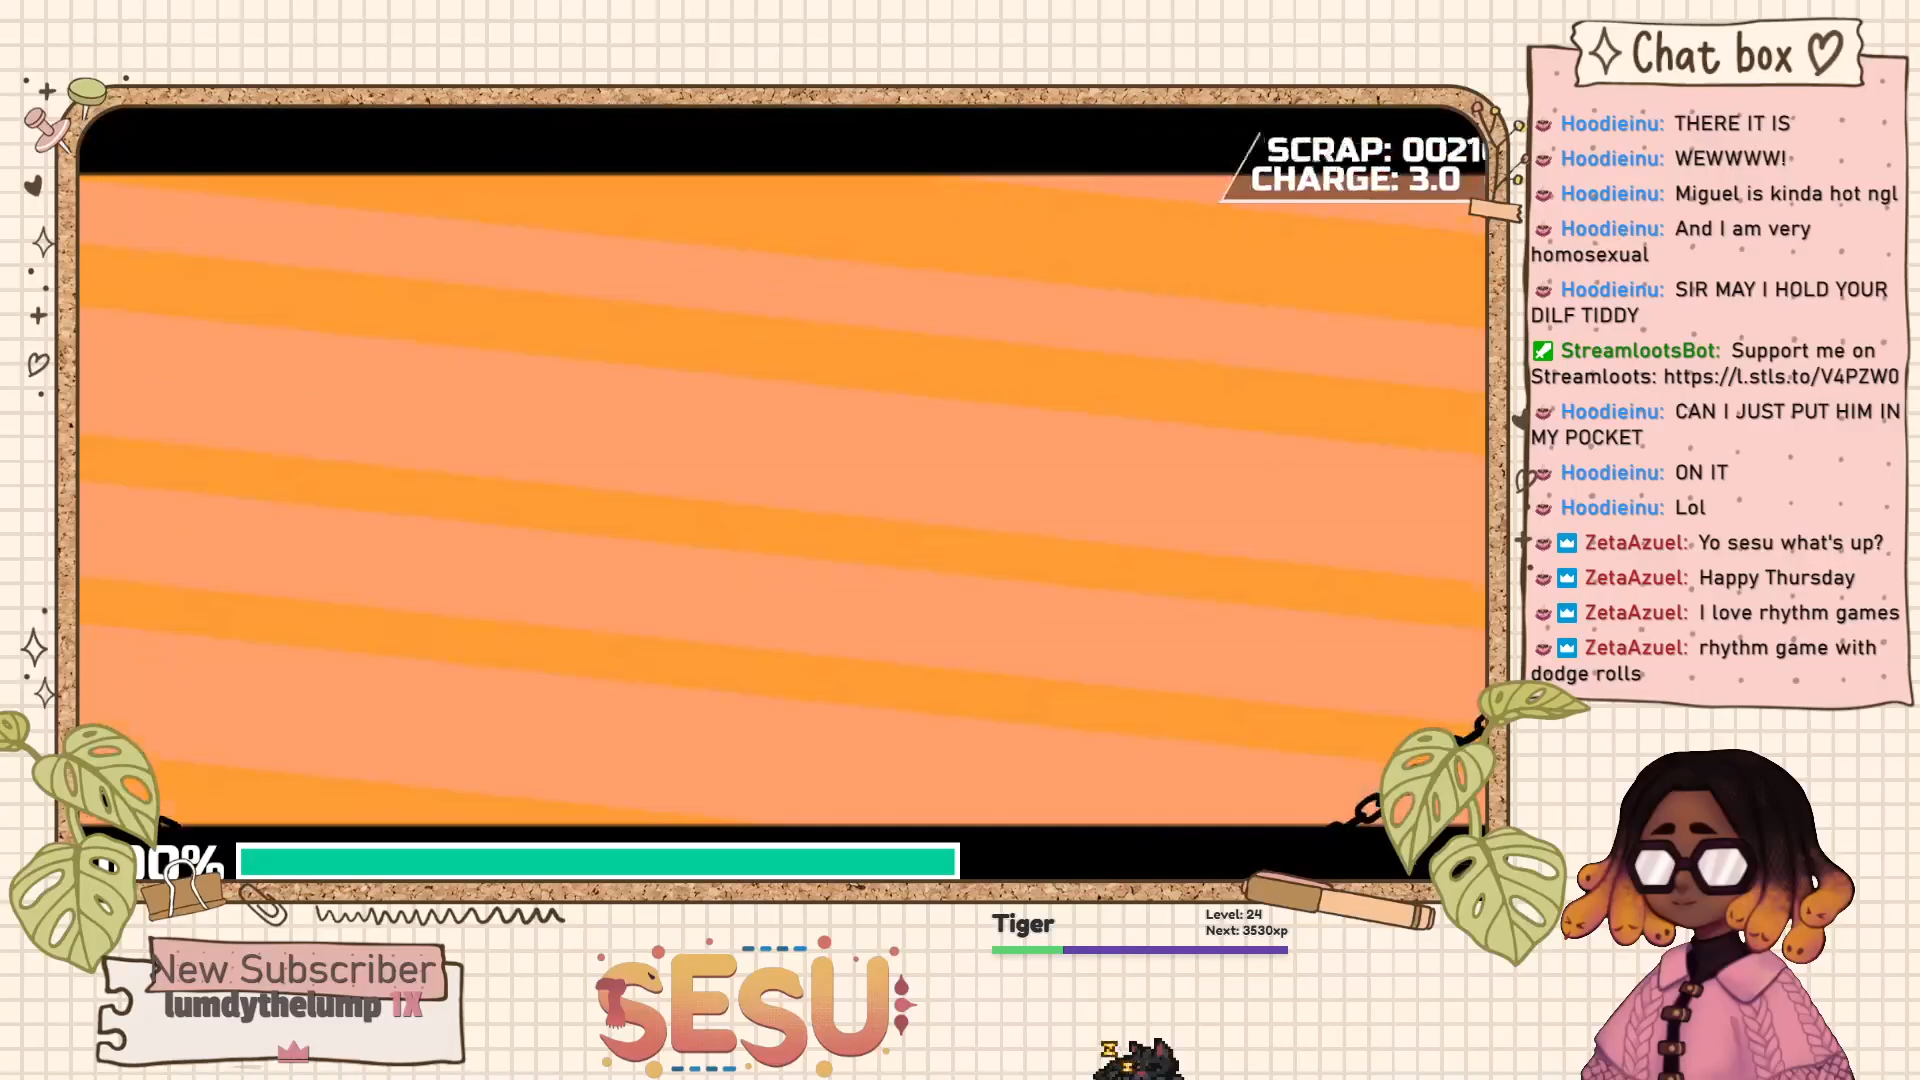 Chat box
SCRAP: 0021
CHARGE: 3.0
Hoodieinu: THERE IT IS
Hoodieinu: WEWWWW!
Hoodieinu: Miguel is kinda hot ngl
Hoodieinu: And I am very
homosexual
Hoodieinu: SIR MAY I HOLD YOUR
DILF TIDDY
StreamlootsBot: Support me on
Streamloots: https://l.stls.to/V4PZW0
Hoodieinu: CAN I JUST PUT HIM IN
MY POCKET
Hoodieinu: ON IT
Hoodieinu: Lol
ZetaAzuel: Yo sesu what's up?
ZetaAzuel: Happy Thursday
ZetaAzuel: I love rhythm games
ZetaAzuel: rhythm game with
dodge rolls
00%
Tiger
Level: 24
Next: 3530xp
New Subscriber
lumdythelump 1X
SESU